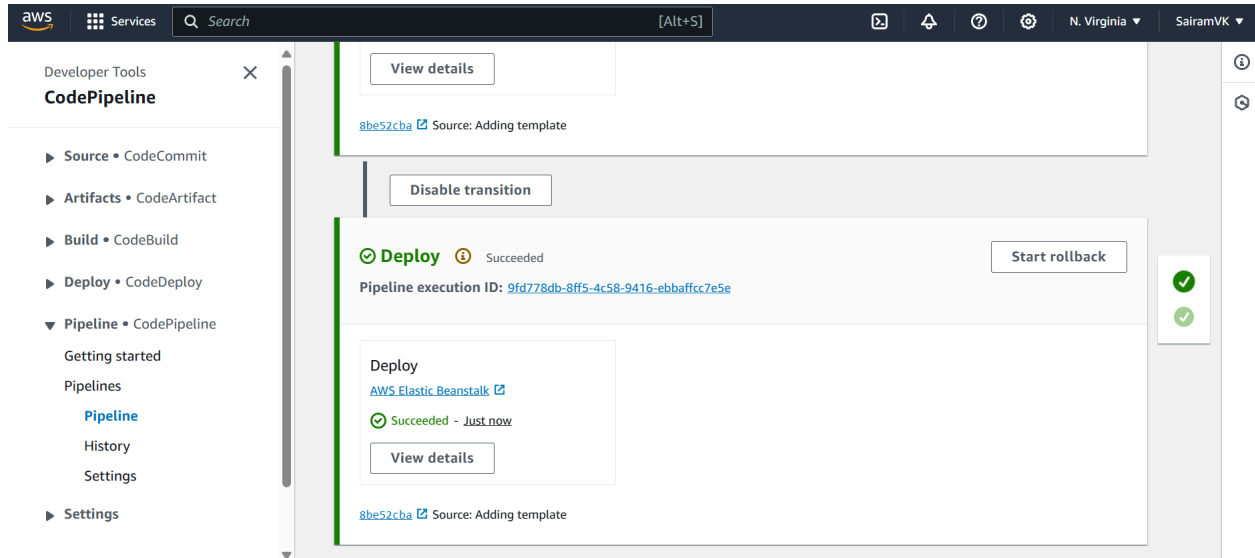 aws Services Search [Alt+S] N. Virginia ▼ SairamVK ▼
Developer Tools
CodePipeline
Source • CodeCommit
Artifacts • CodeArtifact
Build • CodeBuild
Deploy • CodeDeploy
Pipeline • CodePipeline
Getting started
Pipelines
Pipeline
History
Settings
Settings
View details
8be52cba Source: Adding template
Disable transition
Deploy Succeeded
Start rollback
Pipeline execution ID: 9fd778db-8ff5-4c58-9416-ebbaffcc7e5e
Deploy
AWS Elastic Beanstalk
Succeeded - Just now
View details
8be52cba Source: Adding template